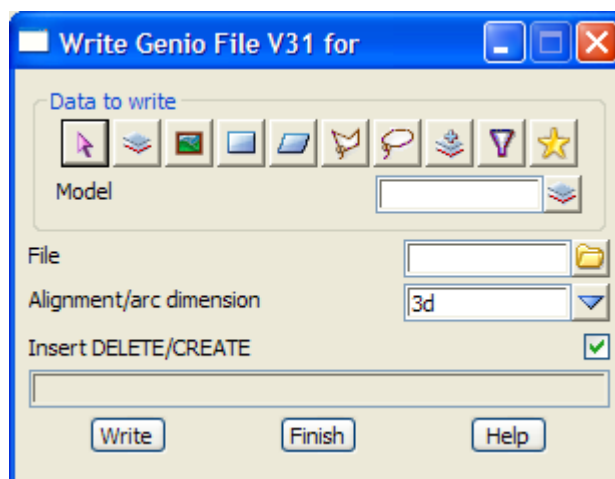 Write Genio File V31 for
Data to write
Model
File
Alignment/arc dimension 3d
Insert DELETE/CREATE
Write Finish Help